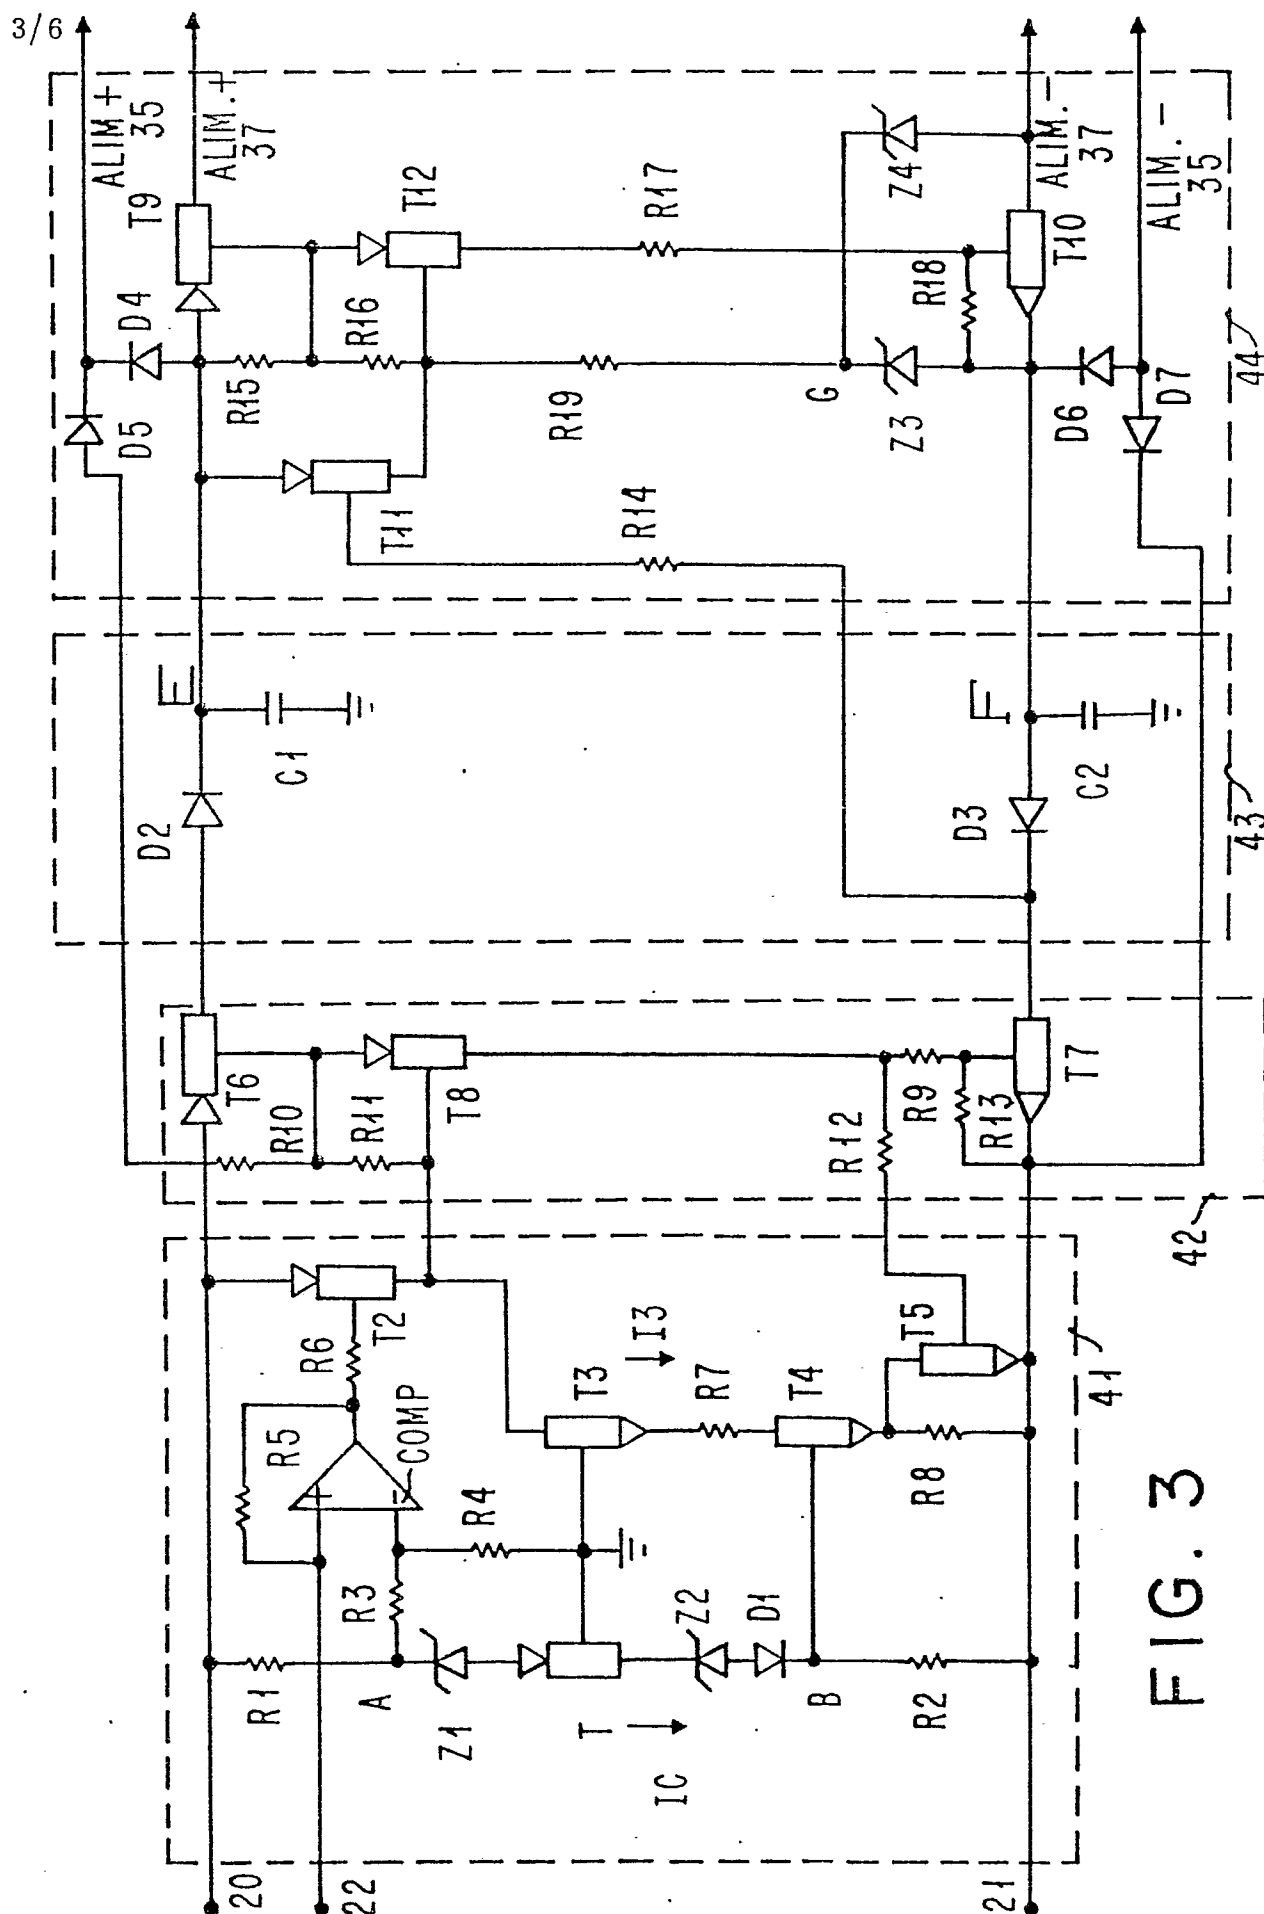 3/6
ALIM+
35
ALIM.+
37
T9
D4
D5
R15
R16
T12
R17
Z4
ALIM.-
37
ALIM.-
35
T10
R18
G
Z3
R19
T11
R14
D6
D7
44
E
D2
C1
F
D3
C2
43
T6
R10
R11
T8
R12
R9
R13
T7
42
T2
R6
R5
COMP
+
-
R4
R3
R1
A
Z1
T
IC
Z2
D1
B
R2
T3
I3
R7
T4
R8
T5
41
20
22
21
FIG. 3